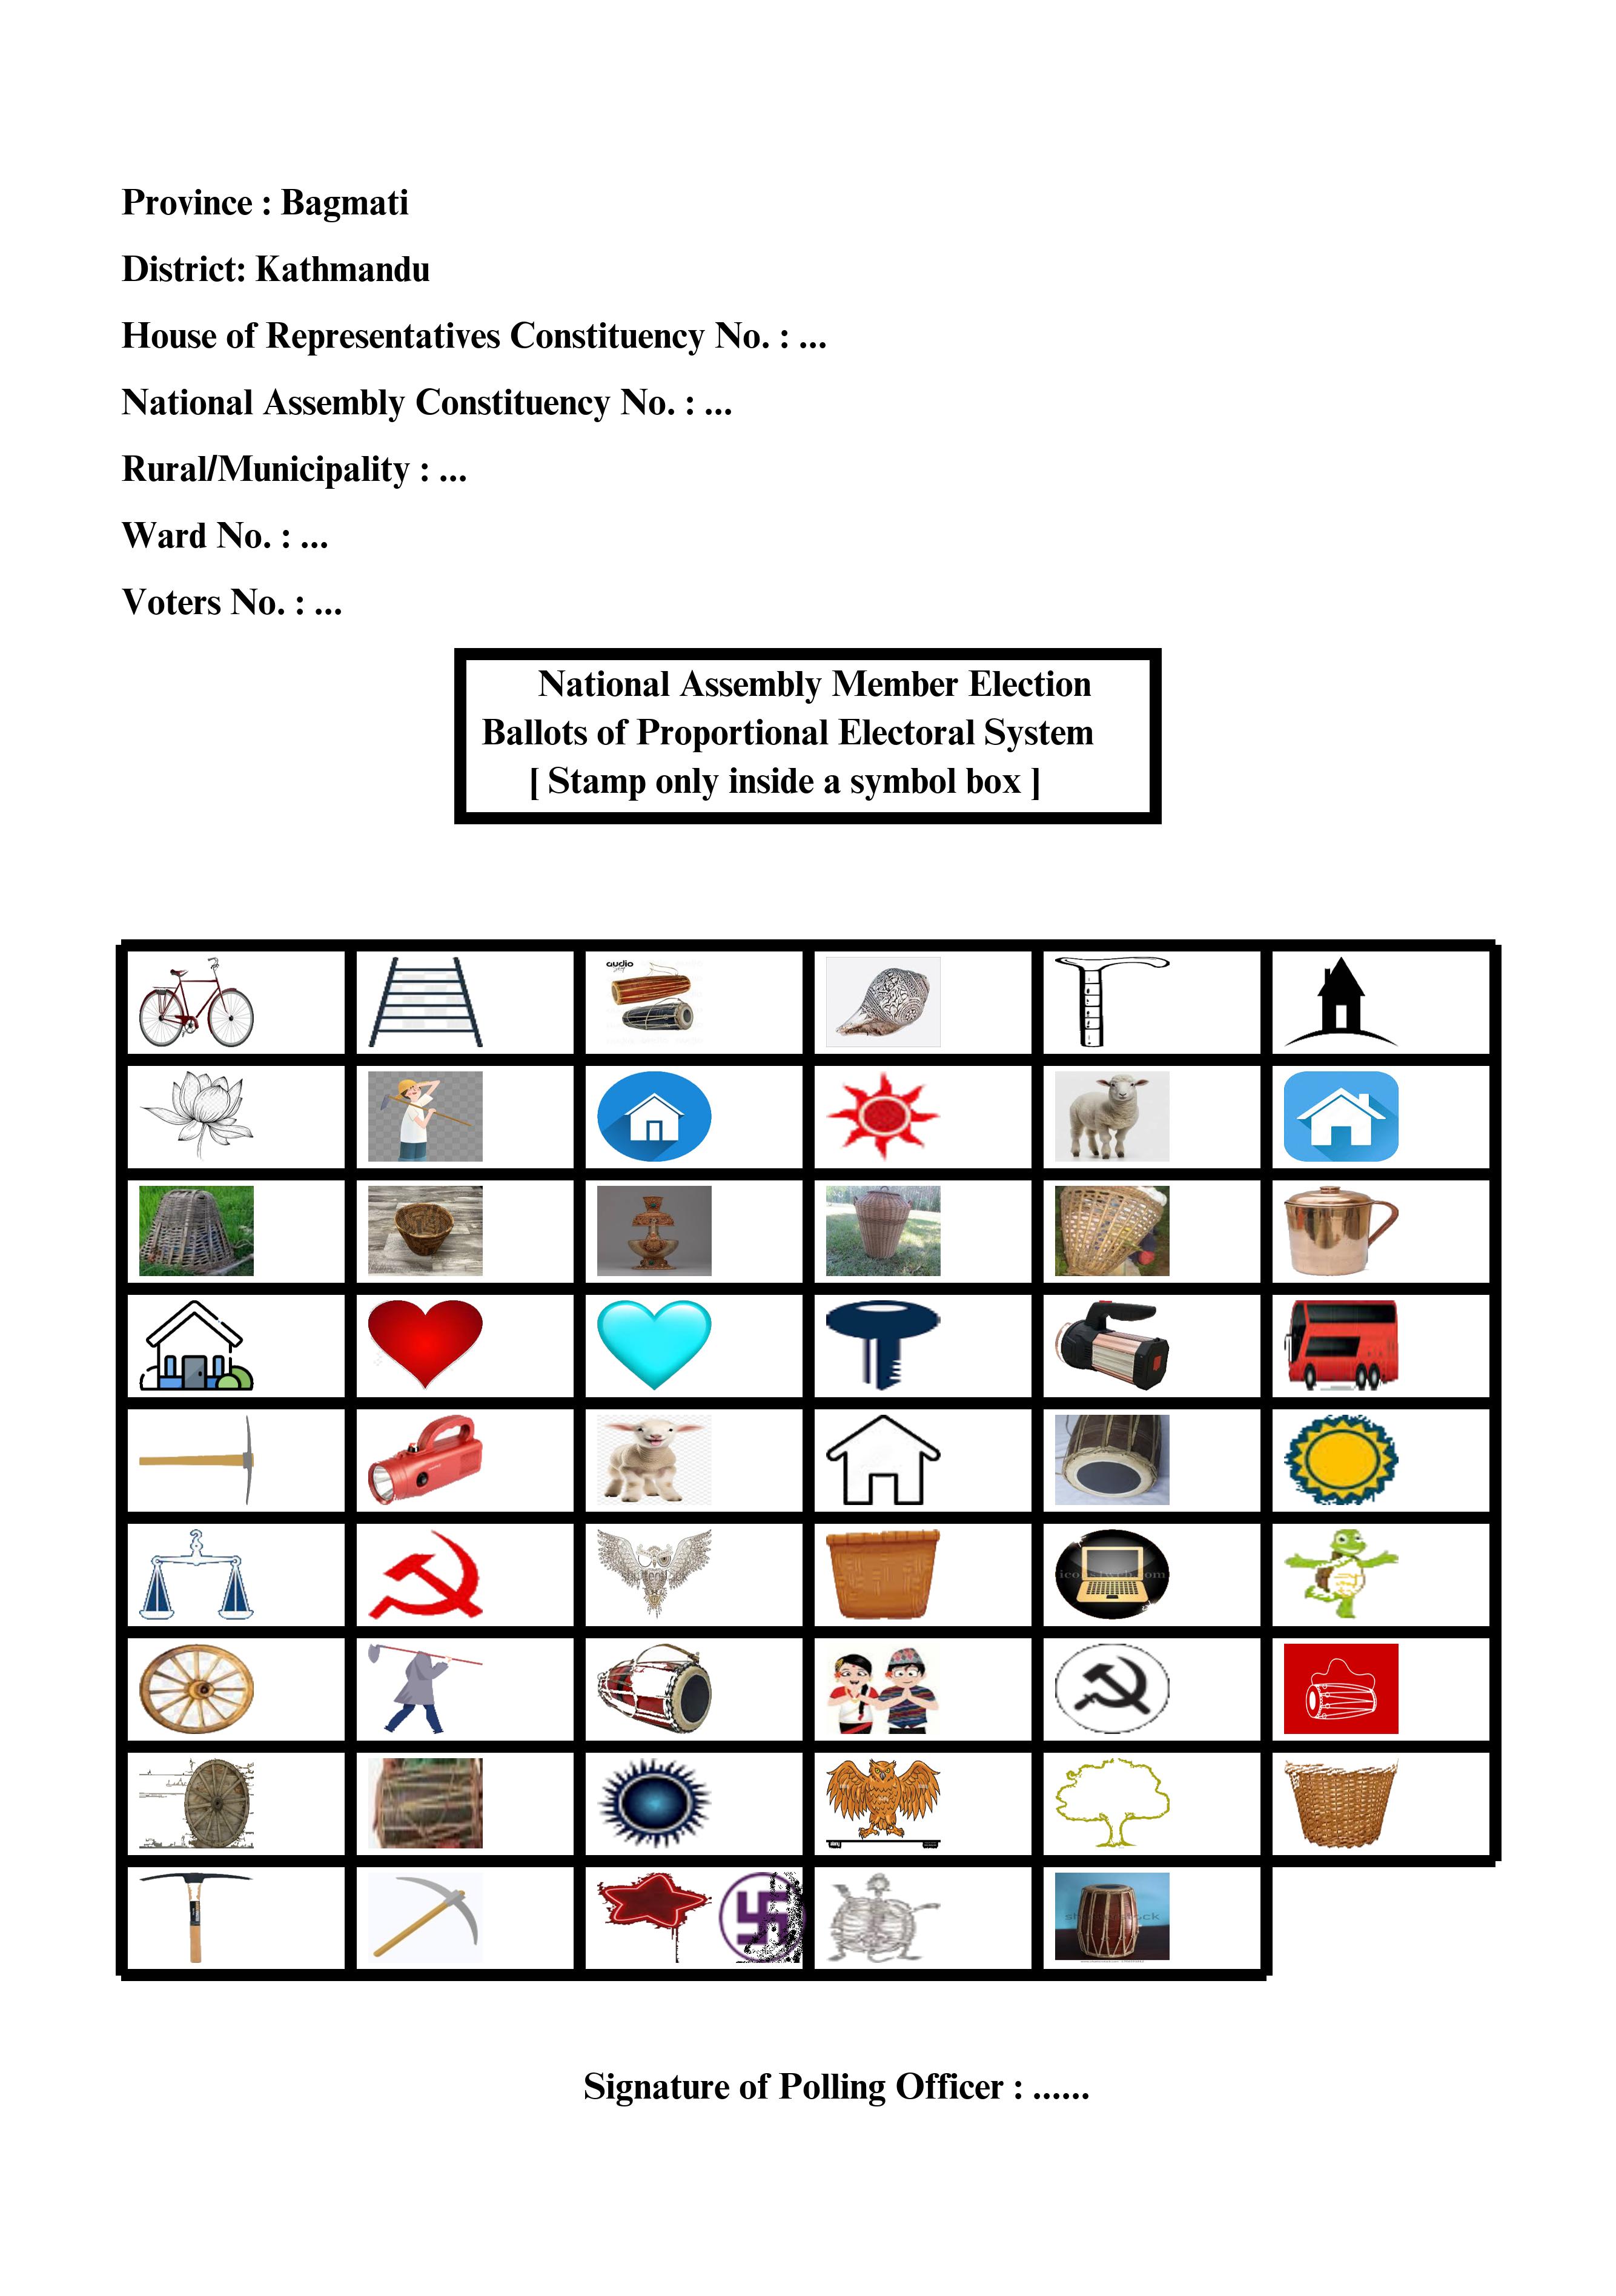 Province : Bagmati
District: Kathmandu
House of Representatives Constituency No. : ...
National Assembly Constituency No. : ...
Rural/Municipality : ...
Ward No. : ...
Voters No. : ...
National Assembly Member Election
Ballots of Proportional Electoral System
[ Stamp only inside a symbol box ]
audio
shutterstock
Signature of Polling Officer : ......